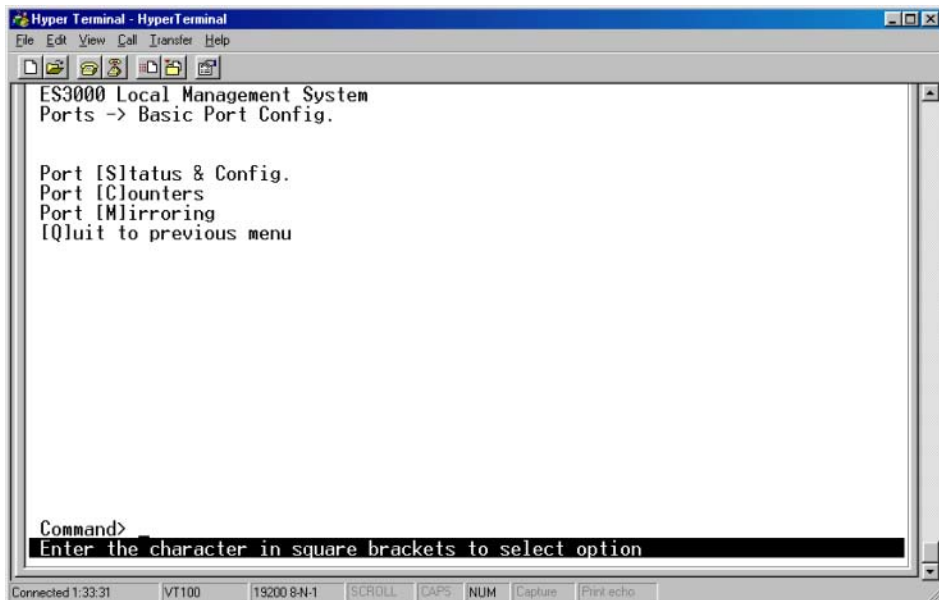 Hyper Terminal - HyperTerminal
File Edit View Call Transfer Help
ES3000 Local Management System
Ports -> Basic Port Config.
Port [S]tatus & Config.
Port [C]ounters
Port [M]irroring
[Q]uit to previous menu
Command> _
Enter the character in square brackets to select option
Connected 1:33:31 VT100 19200 8-N-1 SCROLL CAPS NUM Capture Print echo